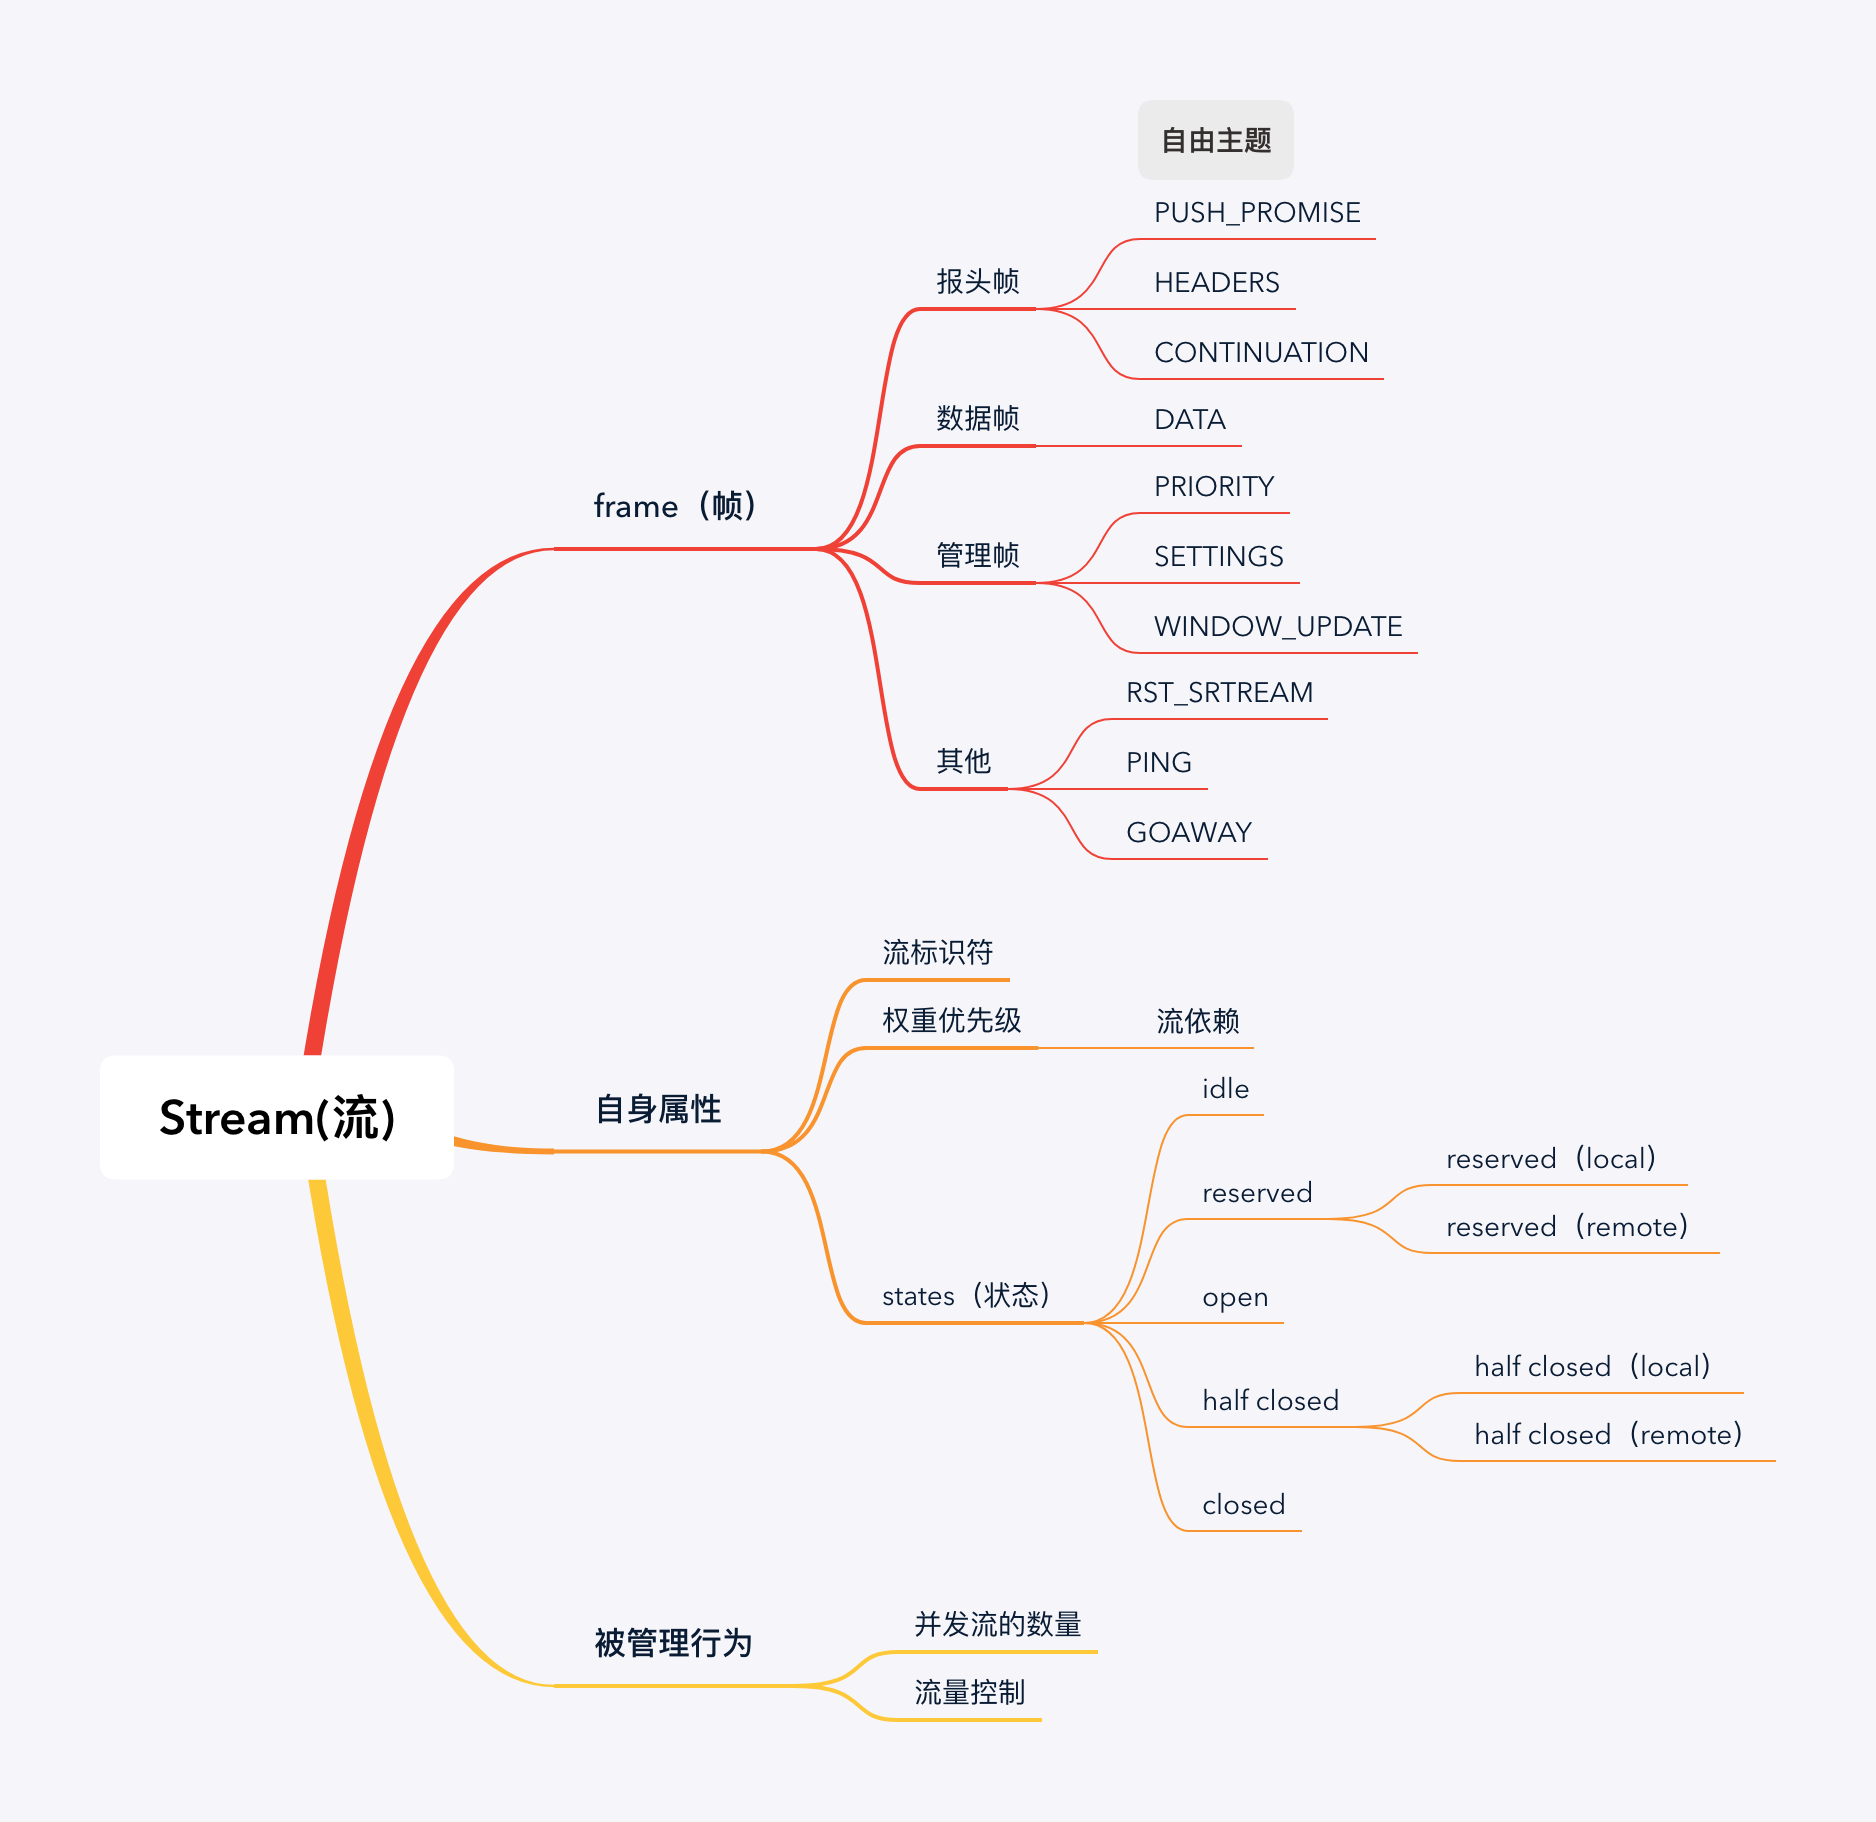 自由主题
PUSH_PROMISE
报头帧
HEADERS
CONTINUATION
数据帧
DATA
frame（帧）
PRIORITY
管理帧
SETTINGS
WINDOW_UPDATE
RST_SRTREAM
其他
PING
GOAWAY
Stream(流)
自身属性
流标识符
权重优先级
流依赖
states（状态）
idle
reserved
reserved（local）
reserved（remote）
open
half closed
half closed（local）
half closed（remote）
closed
被管理行为
并发流的数量
流量控制